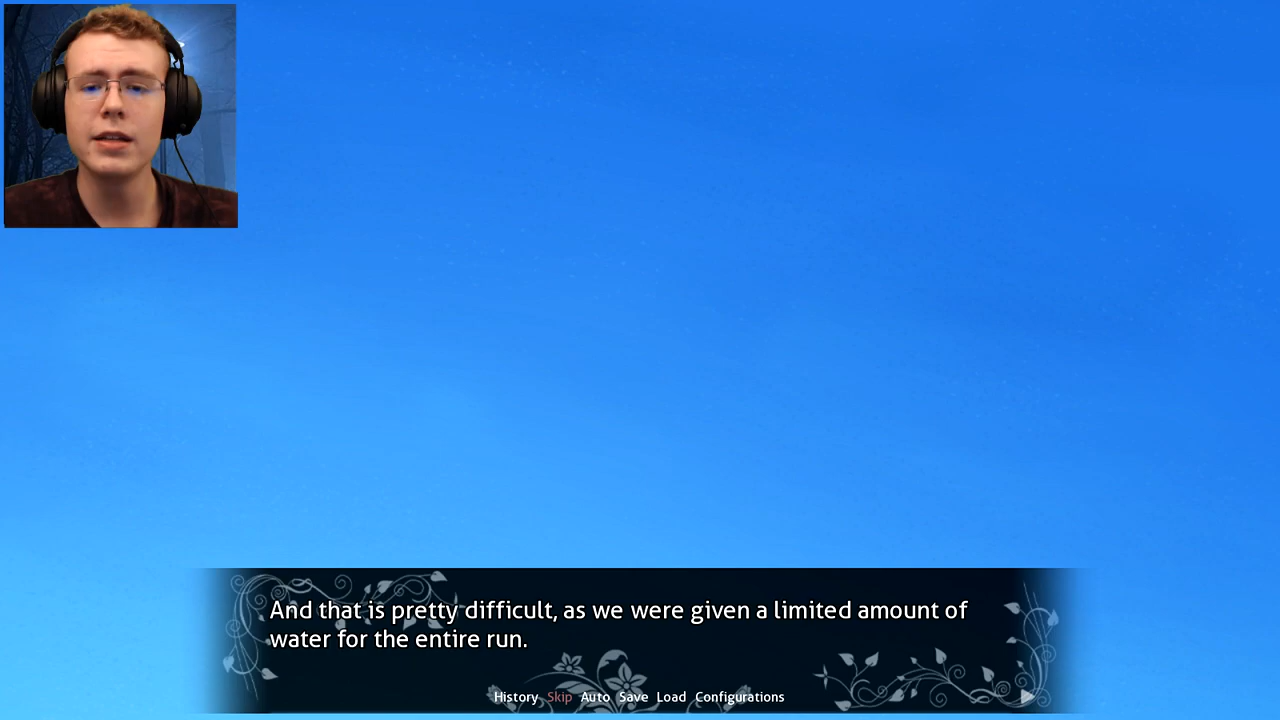 And that is pretty difficult, as we were given a limited amount of
water for the entire run.
History Skip Auto Save Load Configurations